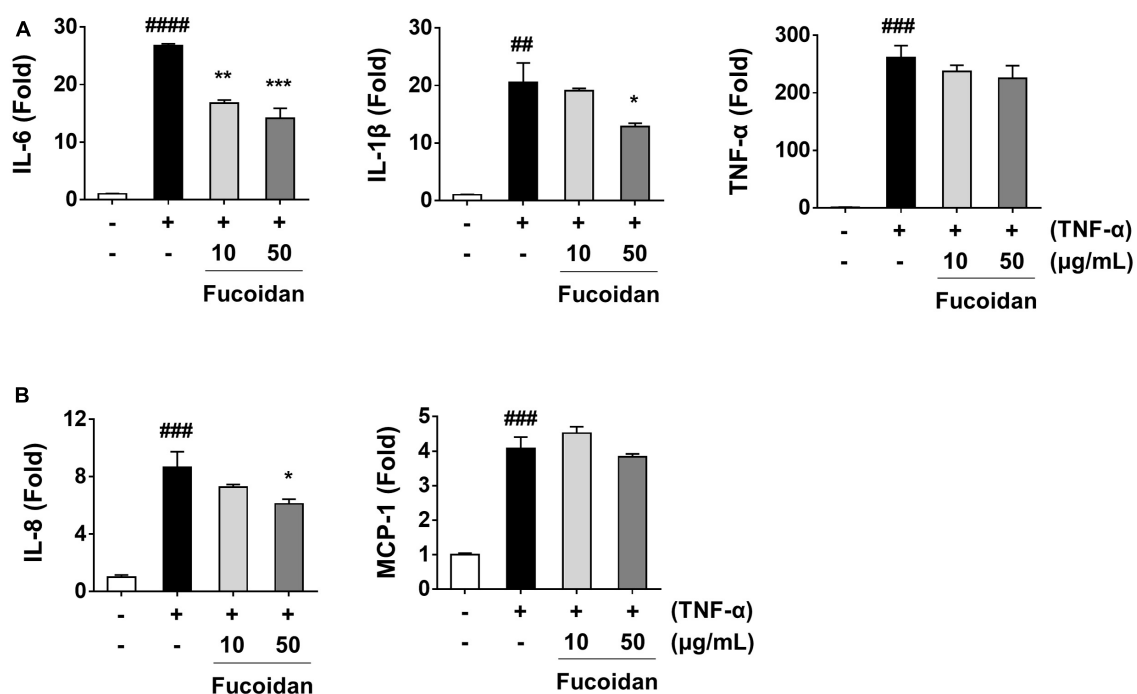 A
IL-6 (Fold)
30
20
10
0
####
**
***
- + + +
- - 10 50
Fucoidan
IL-1β (Fold)
30
20
10
0
##
*
- + + +
- - 10 50
Fucoidan
TNF-α (Fold)
300
200
100
0
###
- + + + (TNF-α)
- - 10 50 (µg/mL)
Fucoidan
B
IL-8 (Fold)
12
8
4
0
###
*
- + + +
- - 10 50
Fucoidan
MCP-1 (Fold)
5
4
3
2
1
0
###
- + + + (TNF-α)
- - 10 50 (µg/mL)
Fucoidan